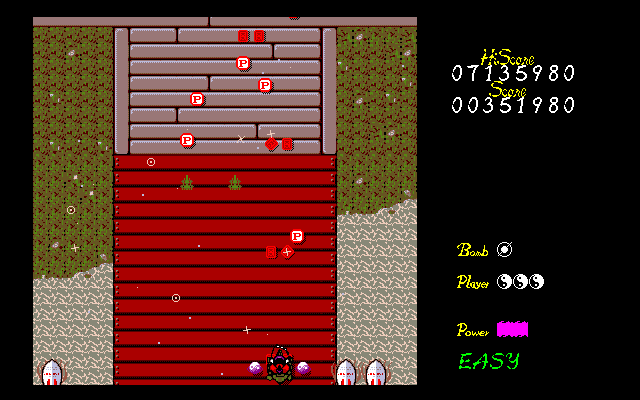 HiScore
07135980
Score
00351980
P
P
P
P
P
Bomb
Player
Power
EASY